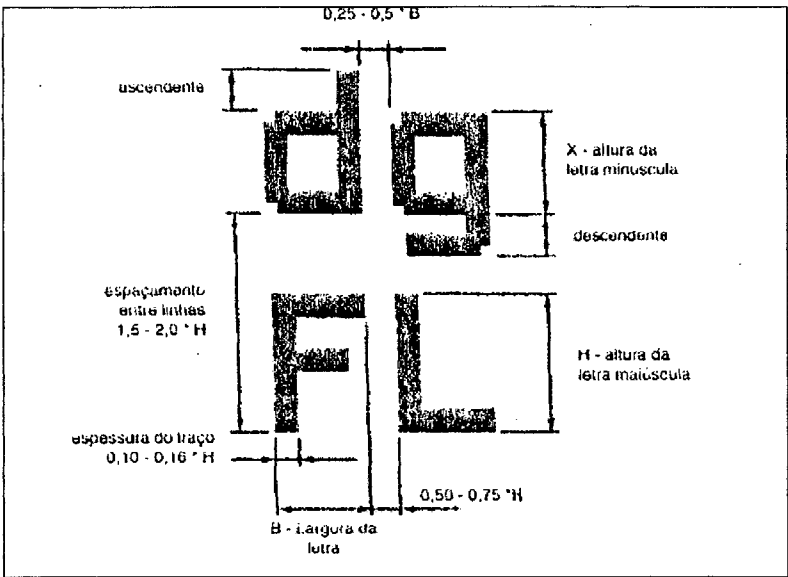 0,25 - 0,5 * B
ascendente
X - altura da
letra minuscula
descendente
espaçamento
entre linhas
1,5 - 2,0 * H
H - altura da
letra maiúscula
espessura do traço
0,10 - 0,16 * H
0,50 - 0,75 *H
B - Largura da
letra